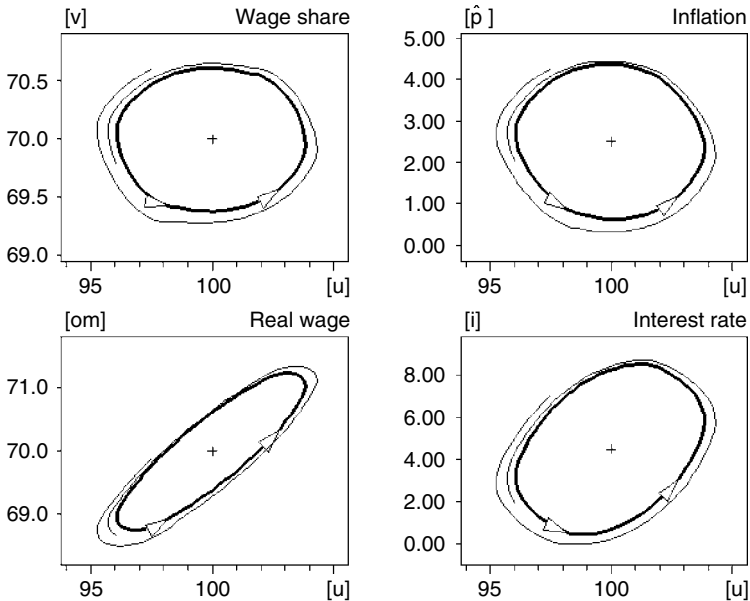 [v] Wage share
70.5
70.0
69.5
69.0
95 100 [u]
[p̂ ] Inflation
5.00
4.00
3.00
2.00
1.00
0.00
95 100 [u]
[om] Real wage
71.0
70.0
69.0
95 100 [u]
[i] Interest rate
8.00
6.00
4.00
2.00
0.00
95 100 [u]